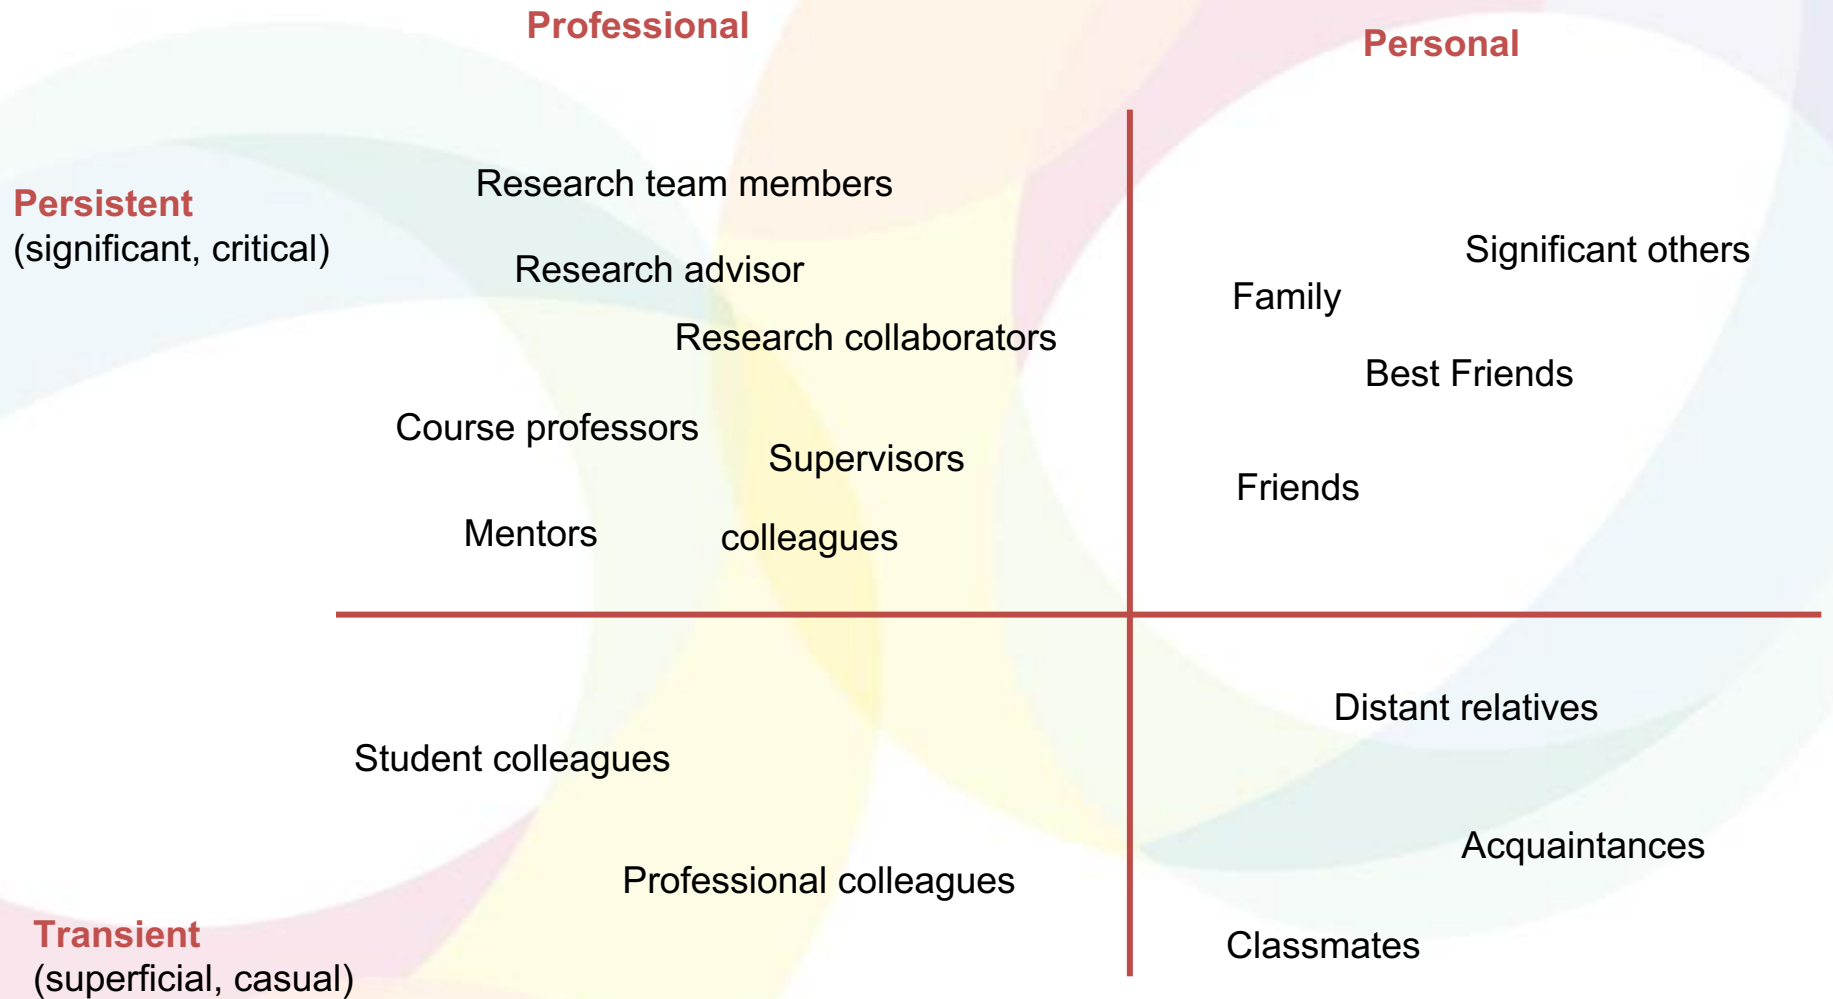 Professional
Personal
Persistent
(significant, critical)
Research team members
Research advisor
Research collaborators
Course professors
Supervisors
Mentors
colleagues
Significant others
Family
Best Friends
Friends
Student colleagues
Professional colleagues
Distant relatives
Acquaintances
Classmates
Transient
(superficial, casual)